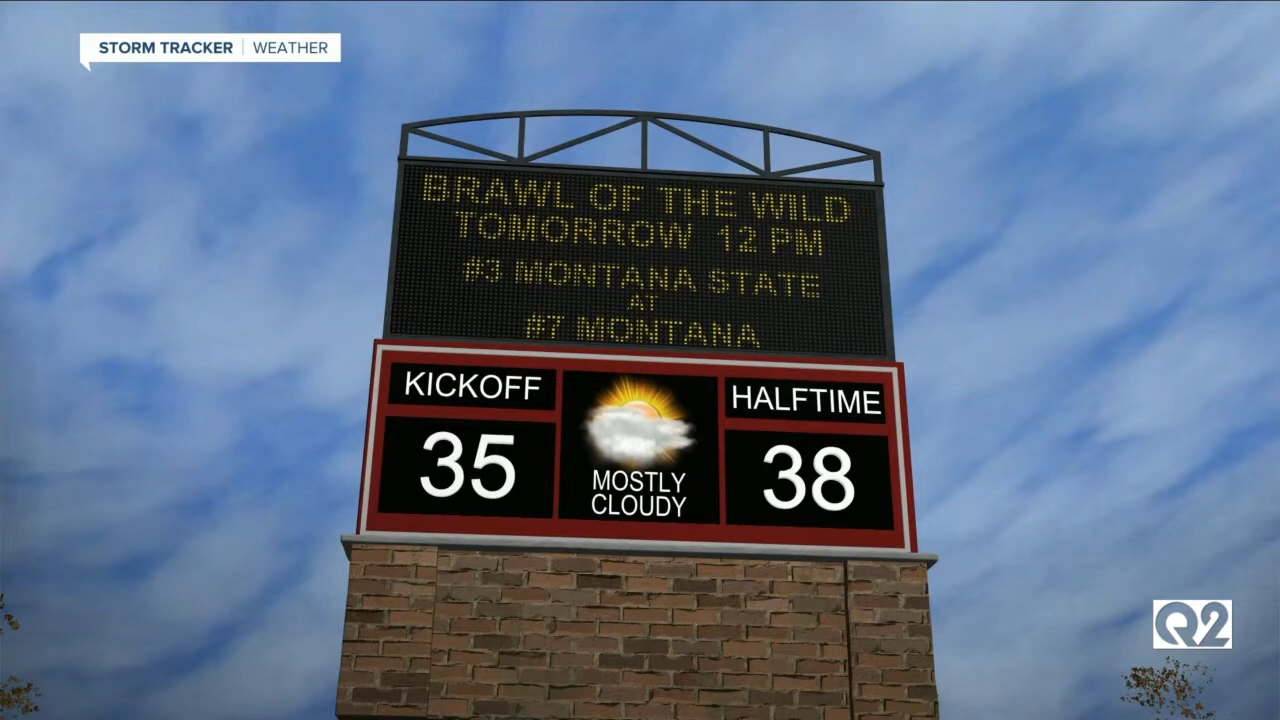 STORM TRACKER | WEATHER
BRAWL OF THE WILD
TOMORROW 12 PM
#3 MONTANA STATE
AT
#7 MONTANA
KICKOFF
35
MOSTLY
CLOUDY
HALFTIME
38
Q2